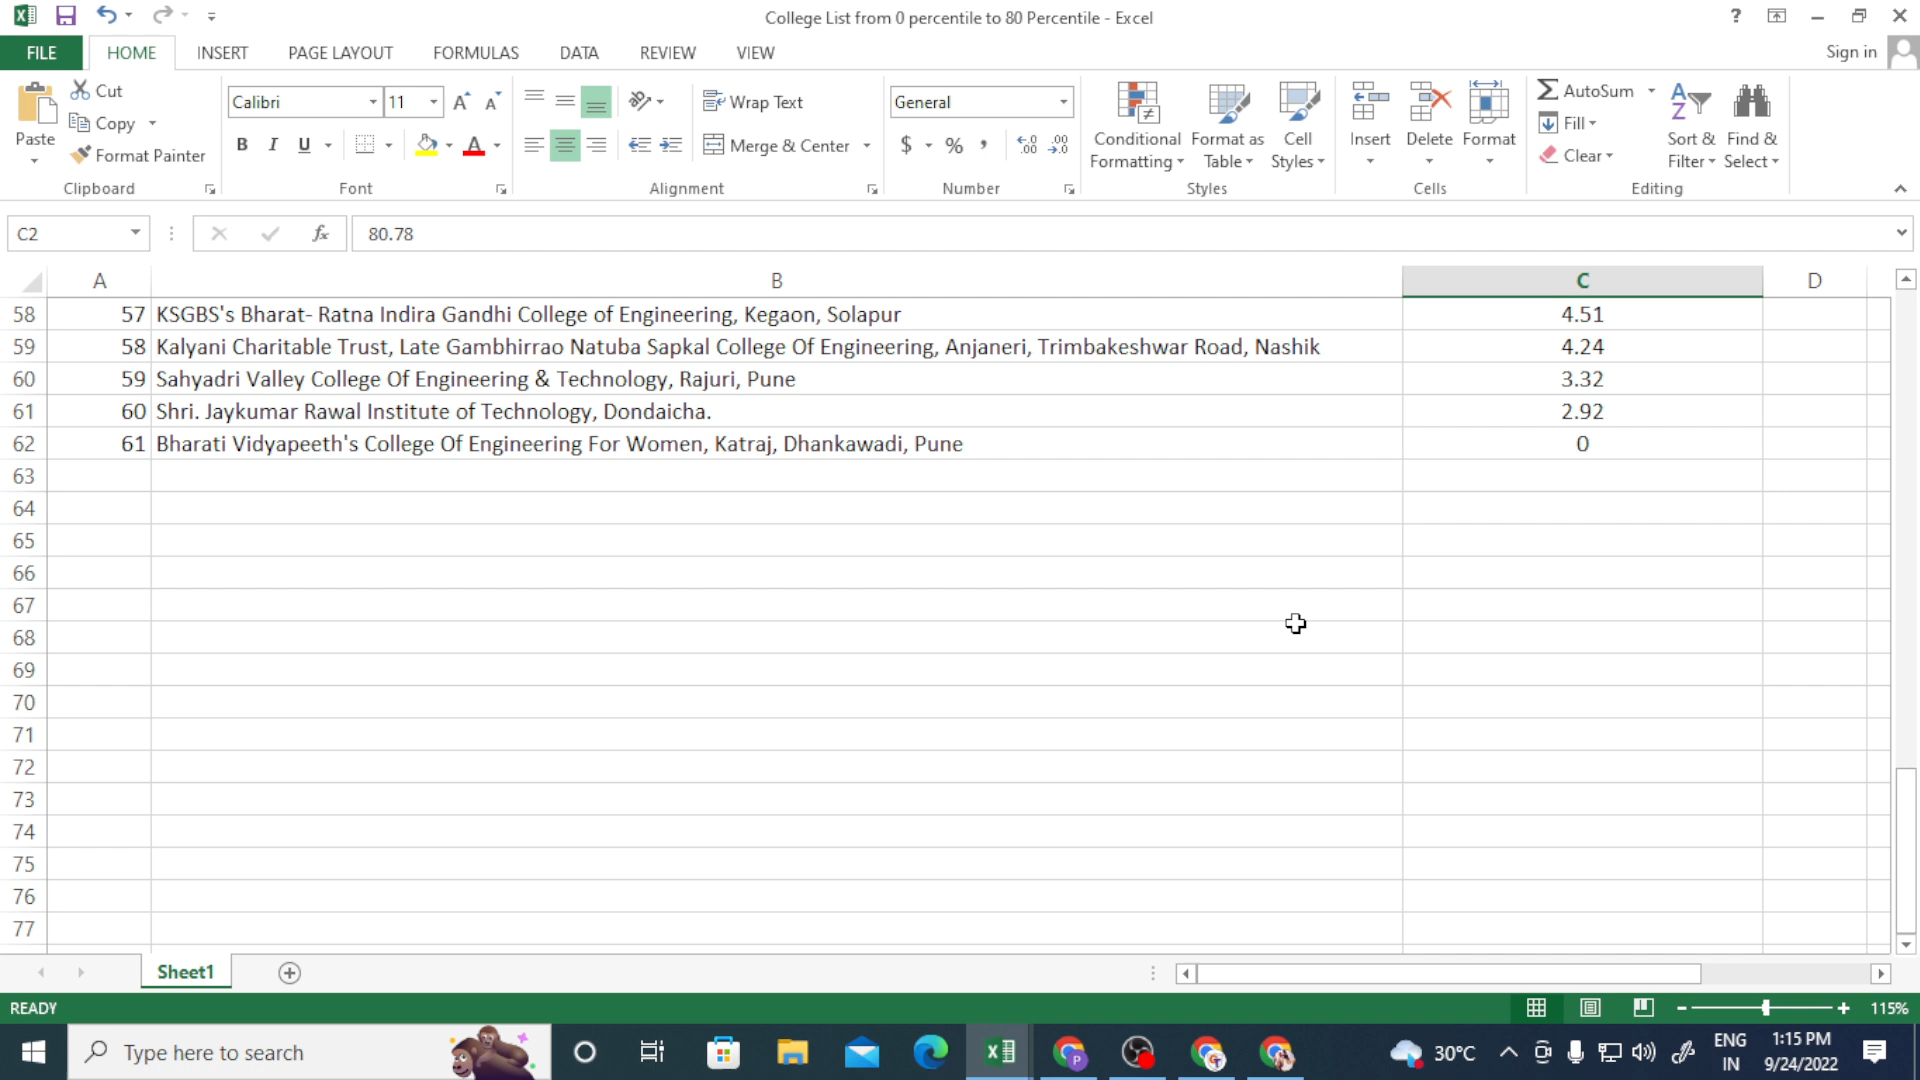 College List from 0 percentile to 80 Percentile - Excel
?
FILE HOME INSERT PAGE LAYOUT FORMULAS DATA REVIEW VIEW Sign in
Paste Cut Copy Format Painter Clipboard
Calibri 11 B I U A Font
Wrap Text Merge & Center Alignment
General $ % , Number
Conditional Formatting Format as Table Cell Styles Styles
Insert Delete Format Cells
AutoSum Fill Clear Sort & Filter Find & Select Editing
C2 fx 80.78
A B C D
58 57 KSGBS's Bharat- Ratna Indira Gandhi College of Engineering, Kegaon, Solapur 4.51
59 58 Kalyani Charitable Trust, Late Gambhirrao Natuba Sapkal College Of Engineering, Anjaneri, Trimbakeshwar Road, Nashik 4.24
60 59 Sahyadri Valley College Of Engineering & Technology, Rajuri, Pune 3.32
61 60 Shri. Jaykumar Rawal Institute of Technology, Dondaicha. 2.92
62 61 Bharati Vidyapeeth's College Of Engineering For Women, Katraj, Dhankawadi, Pune 0
63
64
65
66
67
68
69
70
71
72
73
74
75
76
77
Sheet1
READY 115%
Type here to search 30°C ENG 1:15 PM
IN 9/24/2022